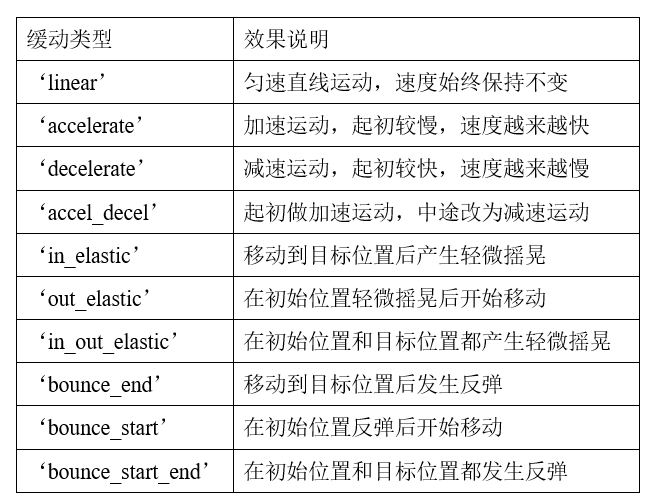 缓动类型 效果说明
‘linear’ 匀速直线运动，速度始终保持不变
‘accelerate’ 加速运动，起初较慢，速度越来越快
‘decelerate’ 减速运动，起初较快，速度越来越慢
‘accel_decel’ 起初做加速运动，中途改为减速运动
‘in_elastic’ 移动到目标位置后产生轻微摇晃
‘out_elastic’ 在初始位置轻微摇晃后开始移动
‘in_out_elastic’ 在初始位置和目标位置都产生轻微摇晃
‘bounce_end’ 移动到目标位置后发生反弹
‘bounce_start’ 在初始位置反弹后开始移动
‘bounce_start_end’ 在初始位置和目标位置都发生反弹